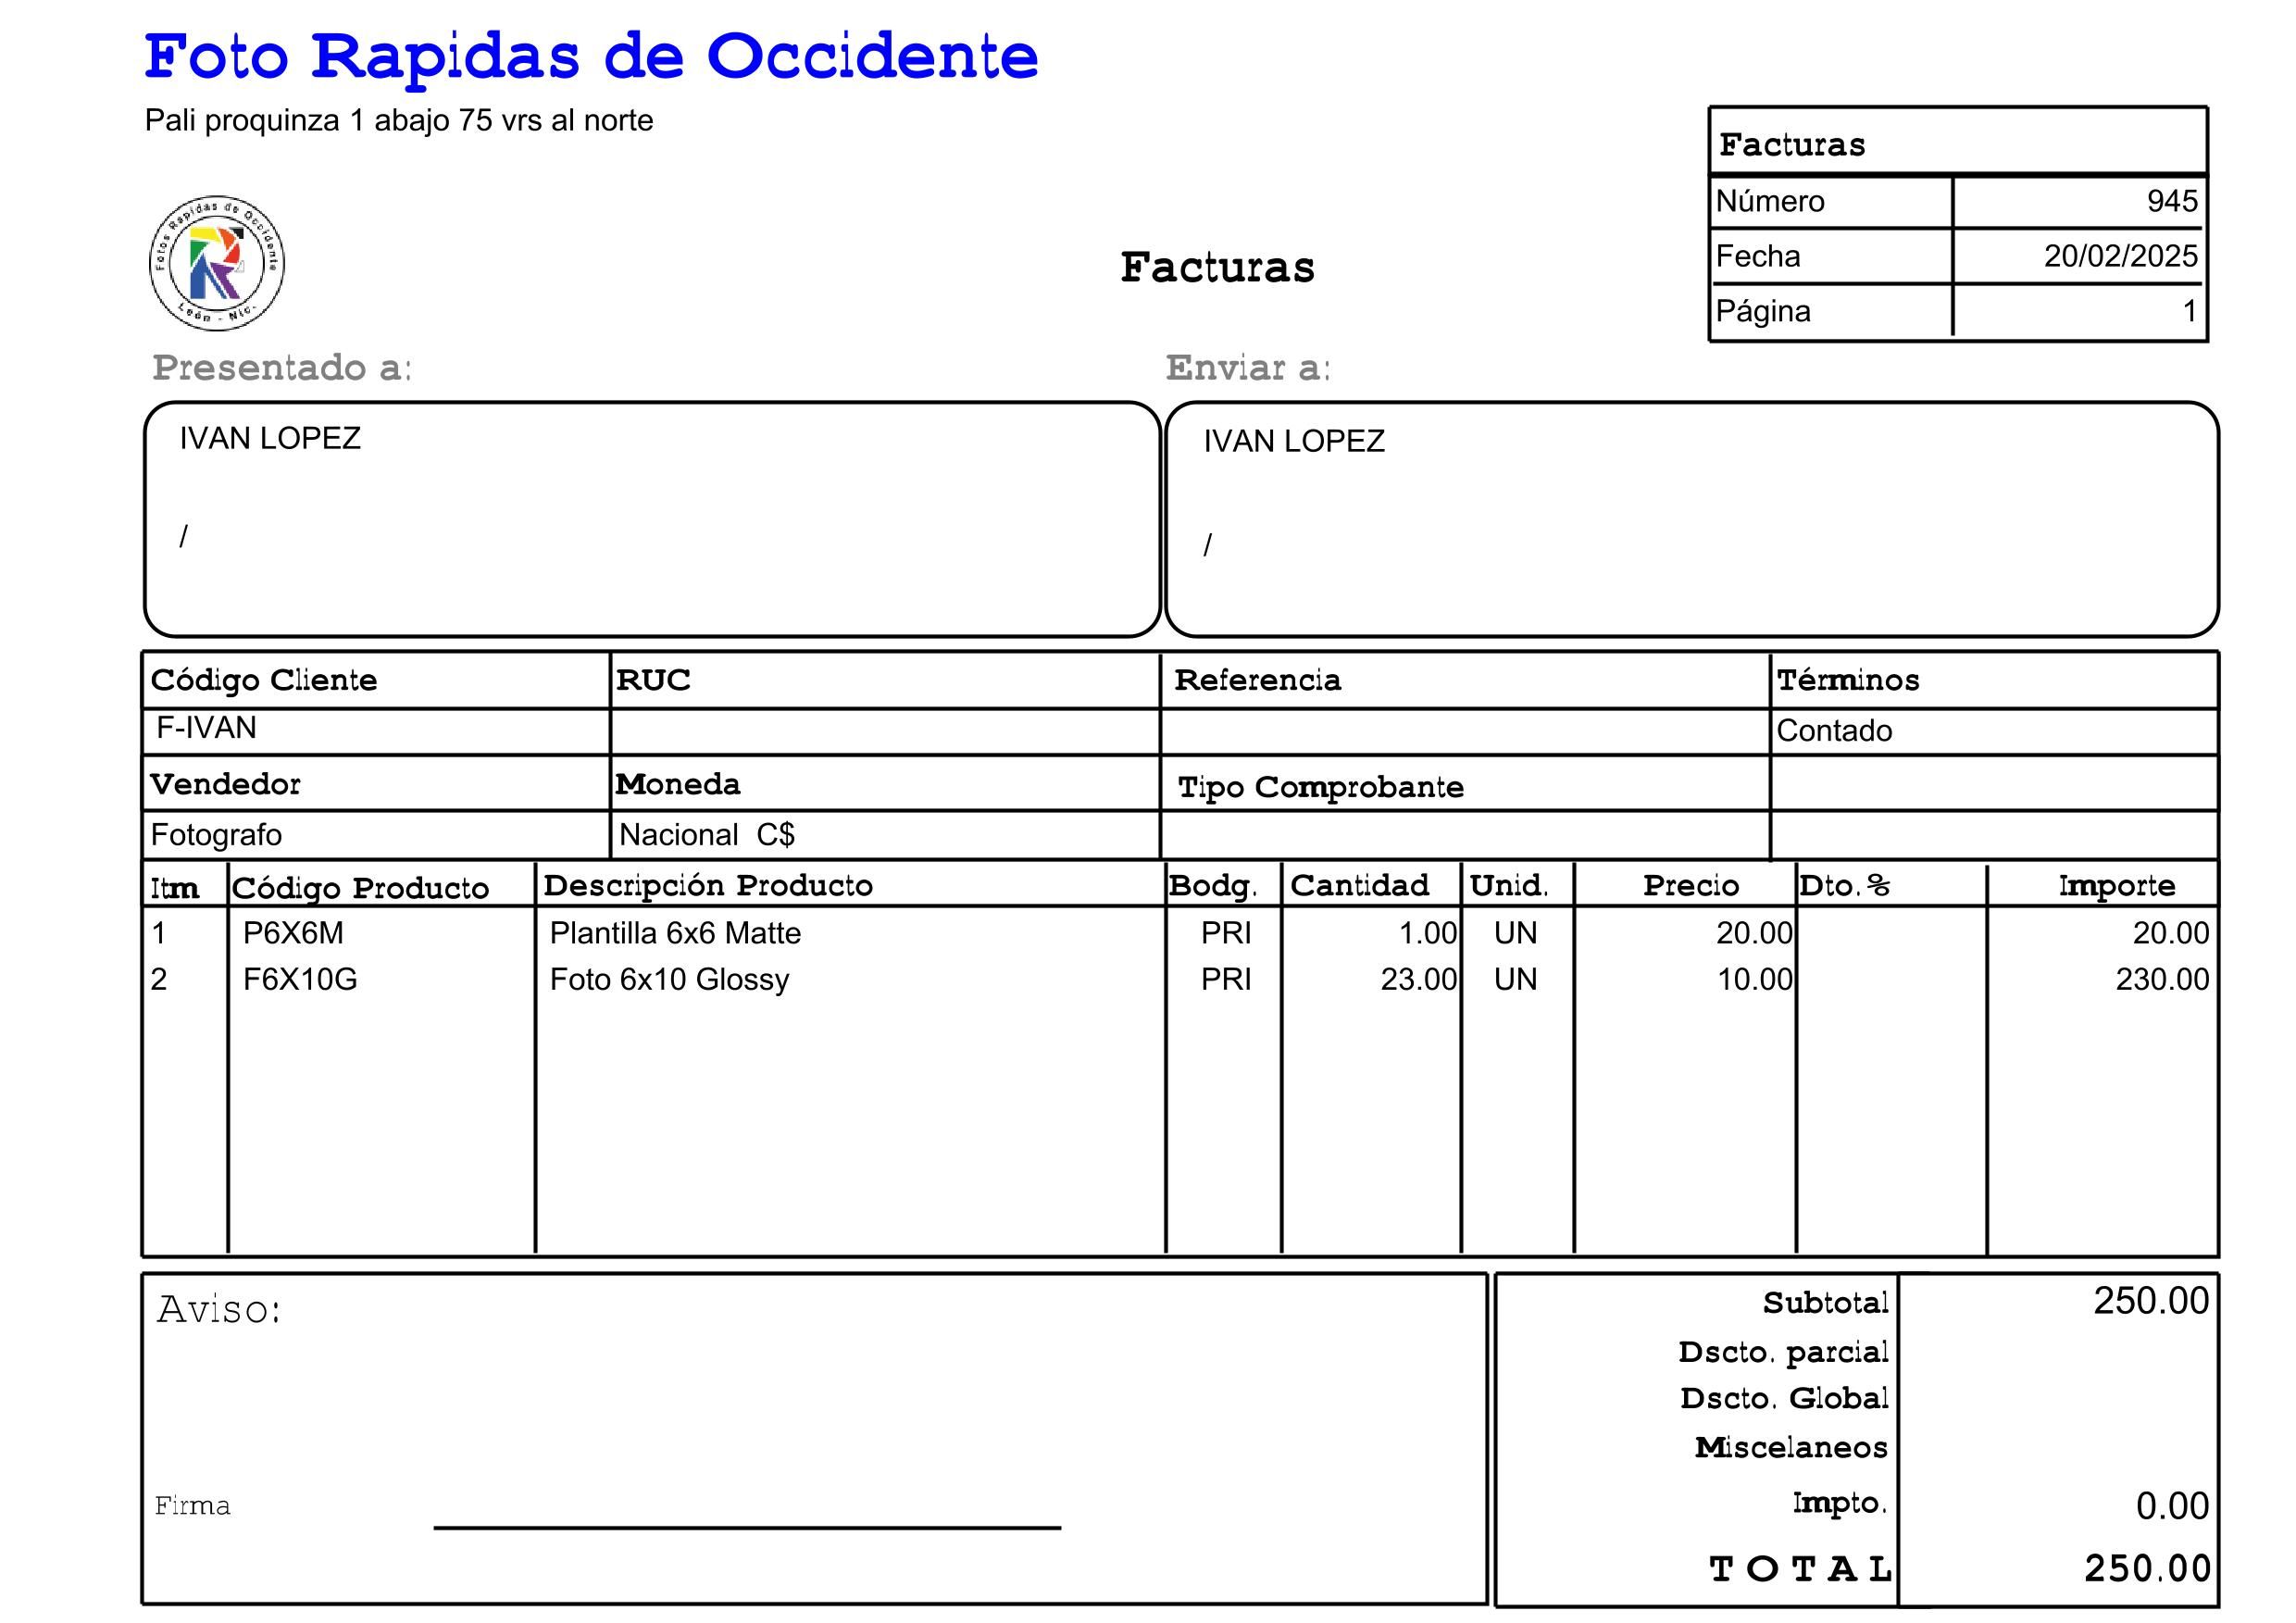 Foto Rapidas de Occidente
Pali proquinza 1 abajo 75 vrs al norte
Fotos Rapidas de Occidente
León - Nic.
Facturas
Facturas
Número 945
Fecha 20/02/2025
Página 1
Presentado a: Enviar a:
IVAN LOPEZ IVAN LOPEZ
/ /
Código Cliente RUC Referencia Términos
F-IVAN Contado
Vendedor Moneda Tipo Comprobante
Fotografo Nacional C$
Itm Código Producto Descripción Producto Bodg. Cantidad Unid. Precio Dto.% Importe
1 P6X6M Plantilla 6x6 Matte PRI 1.00 UN 20.00 20.00
2 F6X10G Foto 6x10 Glossy PRI 23.00 UN 10.00 230.00
Aviso:
Subtotal 250.00
Dscto. parcial
Dscto. Global
Miscelaneos
Firma
Impto. 0.00
TOTAL 250.00